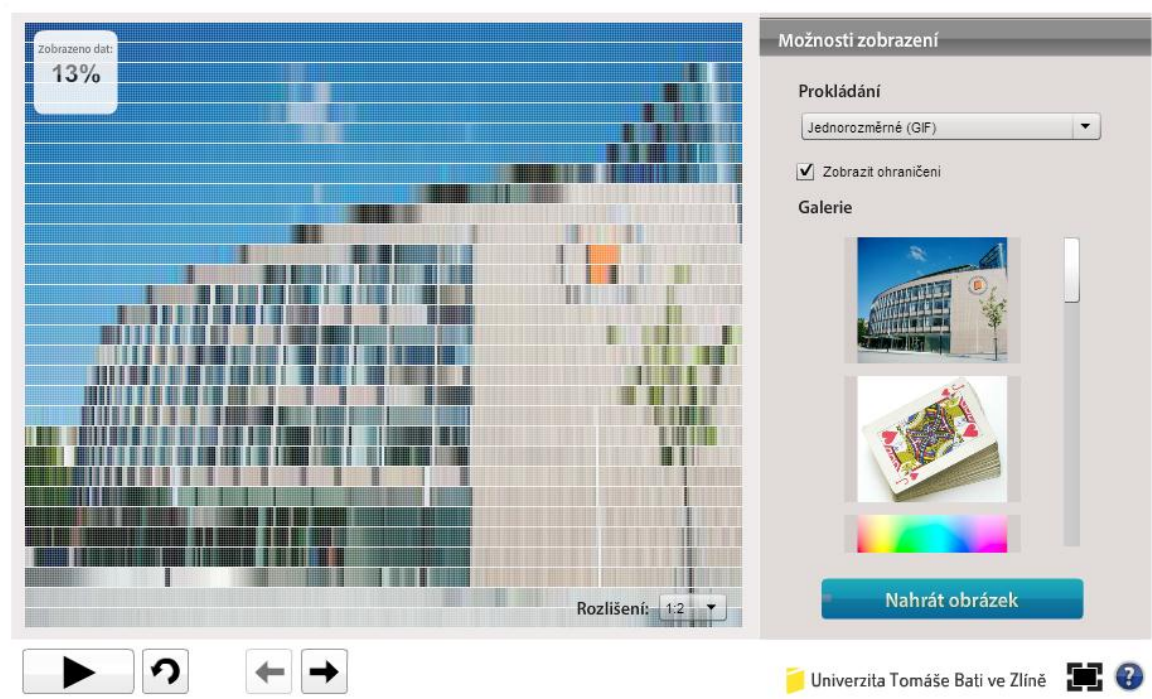 Zobrazeno dat:
13%
Možnosti zobrazení
Prokládání
Jednorozměrné (GIF)
Zobrazit ohraničení
Galerie
Nahrát obrázek
Rozlišení: 1:2
Univerzita Tomáše Bati ve Zlíně
?